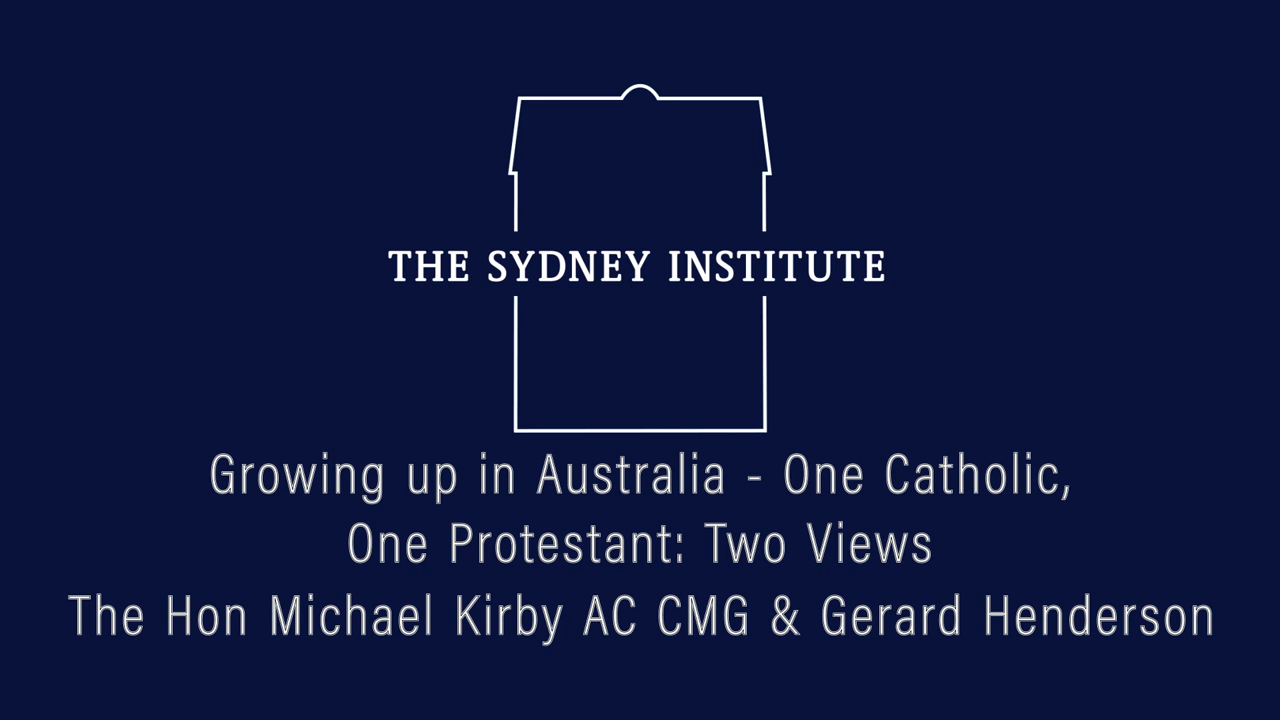 THE SYDNEY INSTITUTE
Growing up in Australia - One Catholic,
One Protestant: Two Views
The Hon Michael Kirby AC CMG & Gerard Henderson